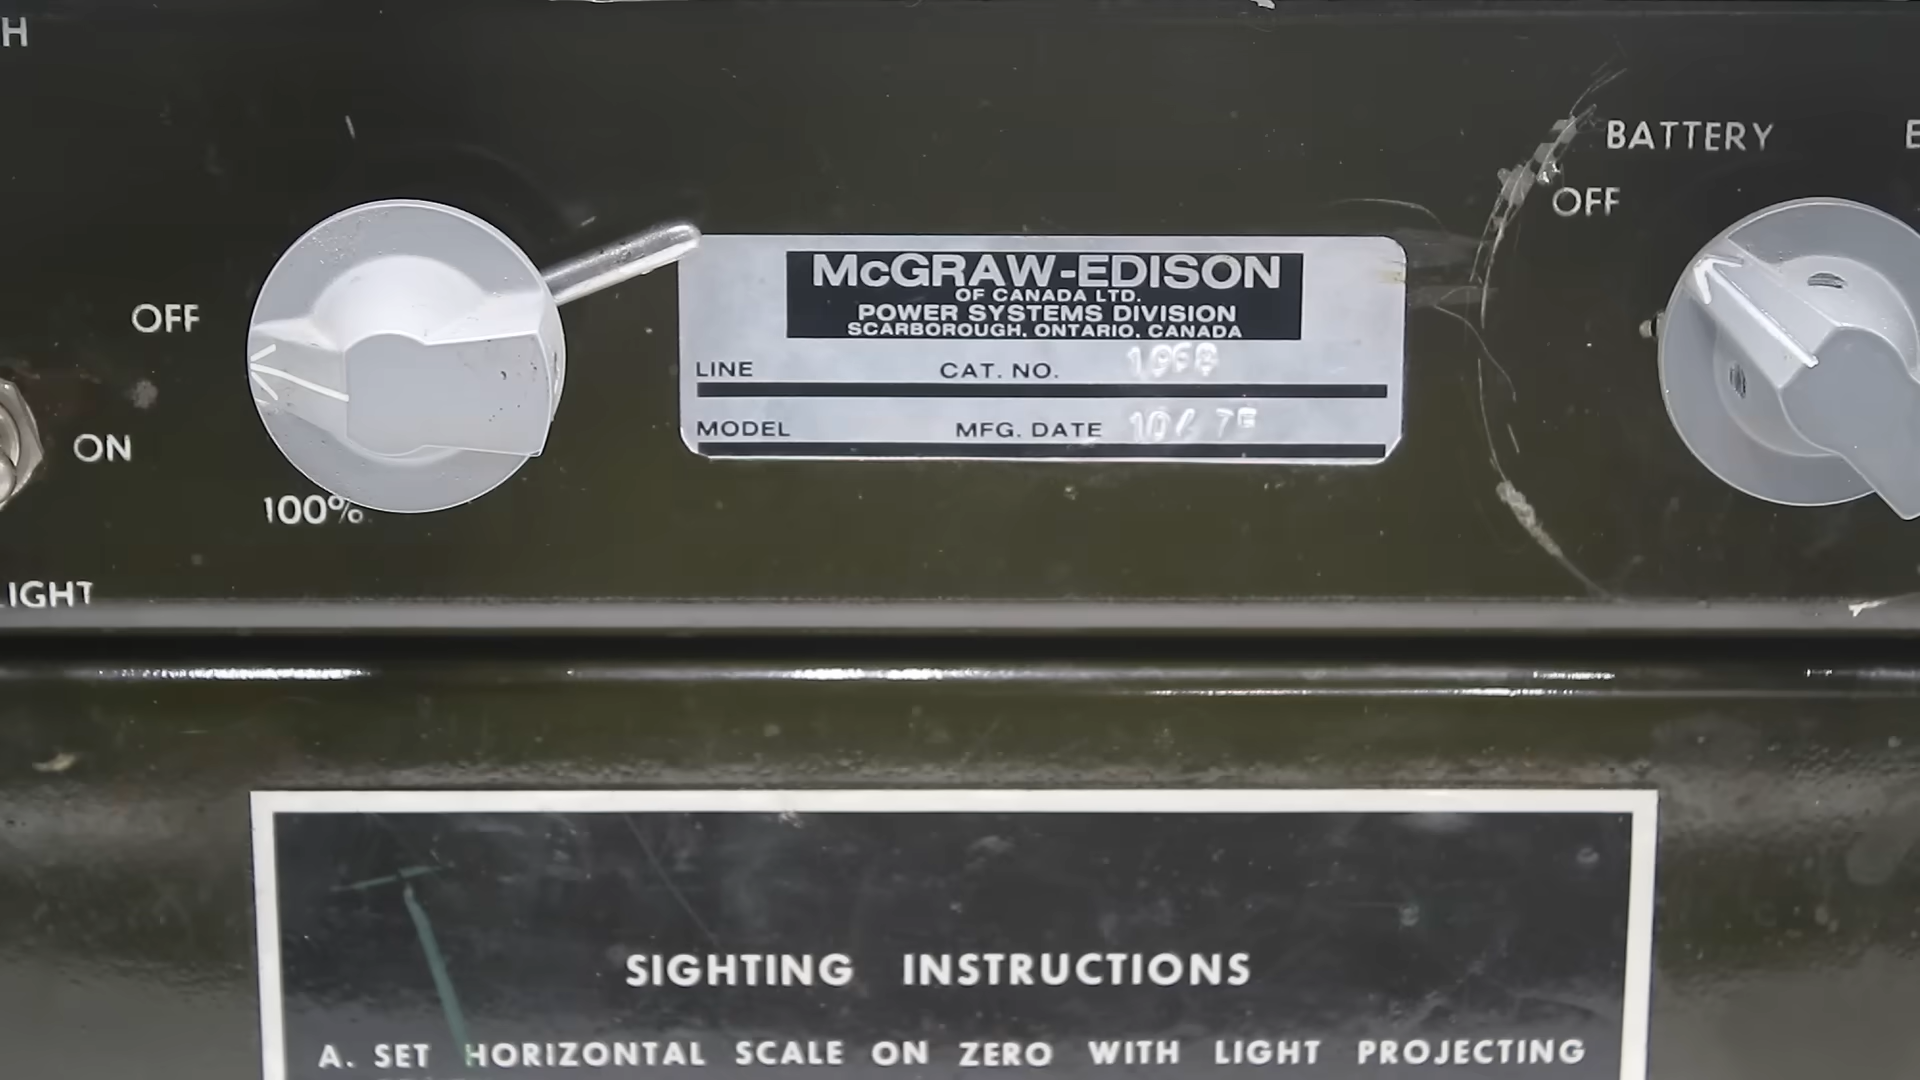 H
BATTERY
OFF
OFF
ON
100%
LIGHT
McGRAW-EDISON
OF CANADA LTD.
POWER SYSTEMS DIVISION
SCARBOROUGH, ONTARIO, CANADA
LINE CAT. NO.
MODEL MFG. DATE
SIGHTING INSTRUCTIONS
A. SET HORIZONTAL SCALE ON ZERO WITH LIGHT PROJECTING